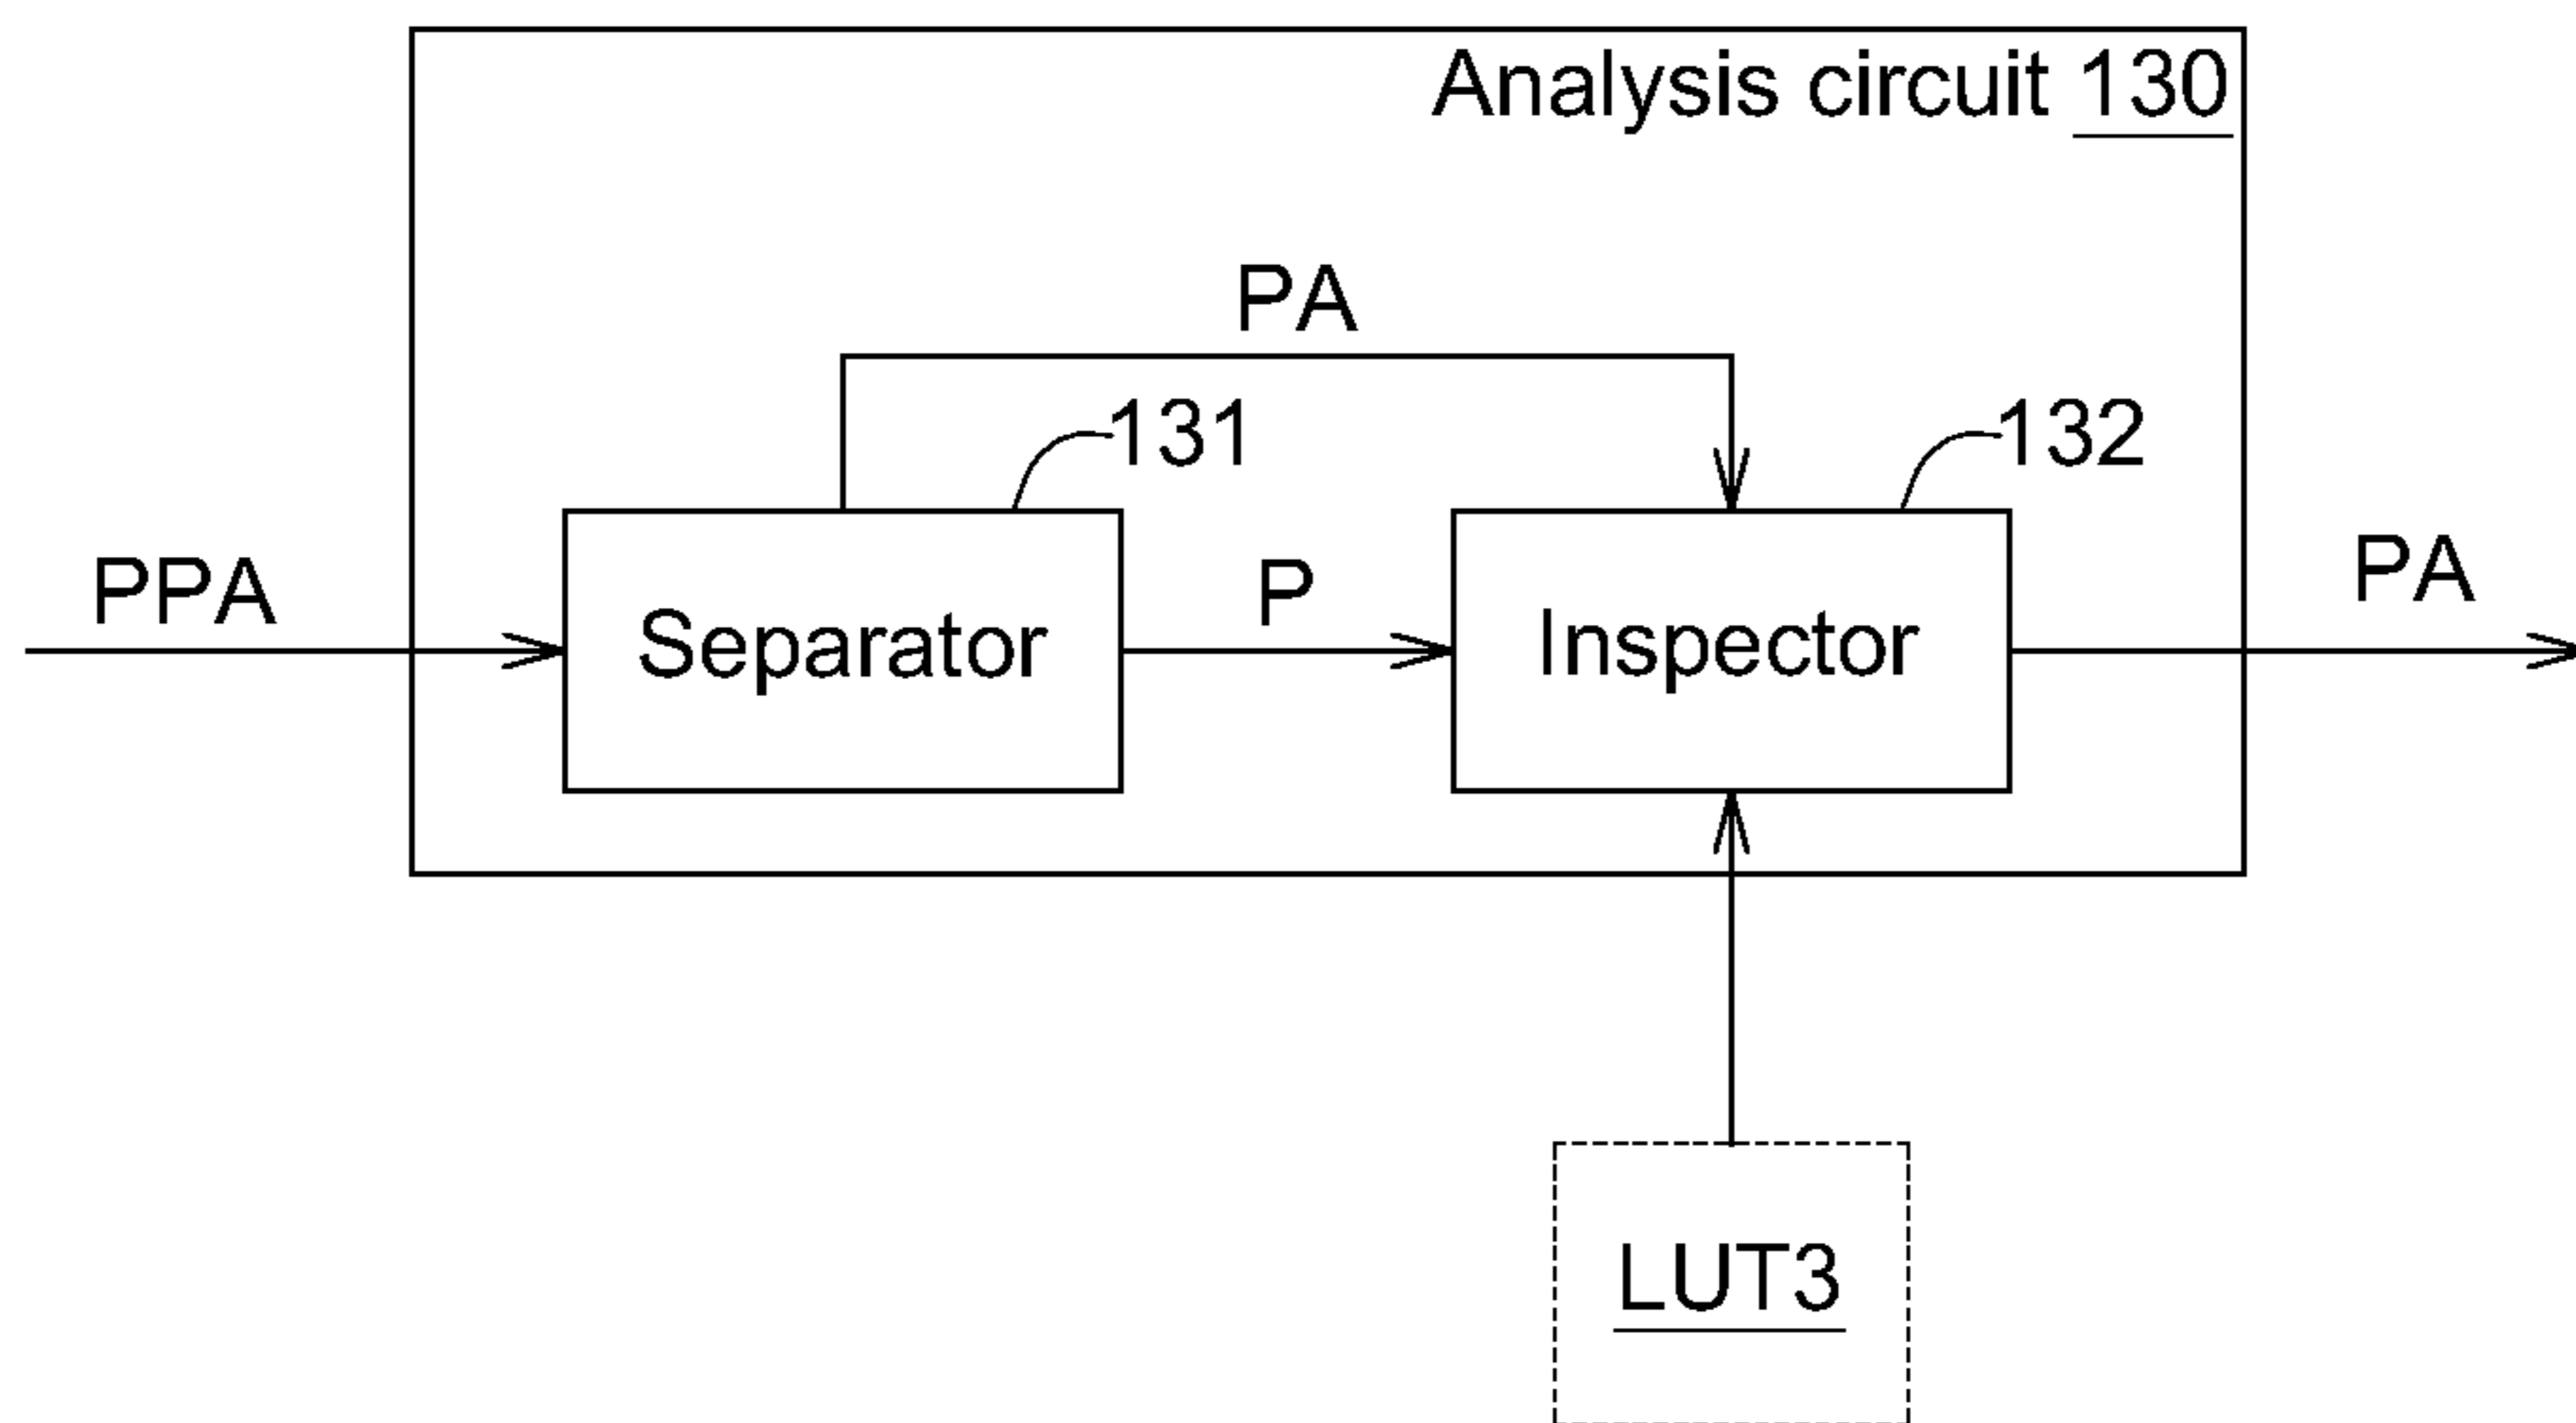 Analysis circuit 130
PA
131
132
PPA
Separator
P
Inspector
PA
LUT3